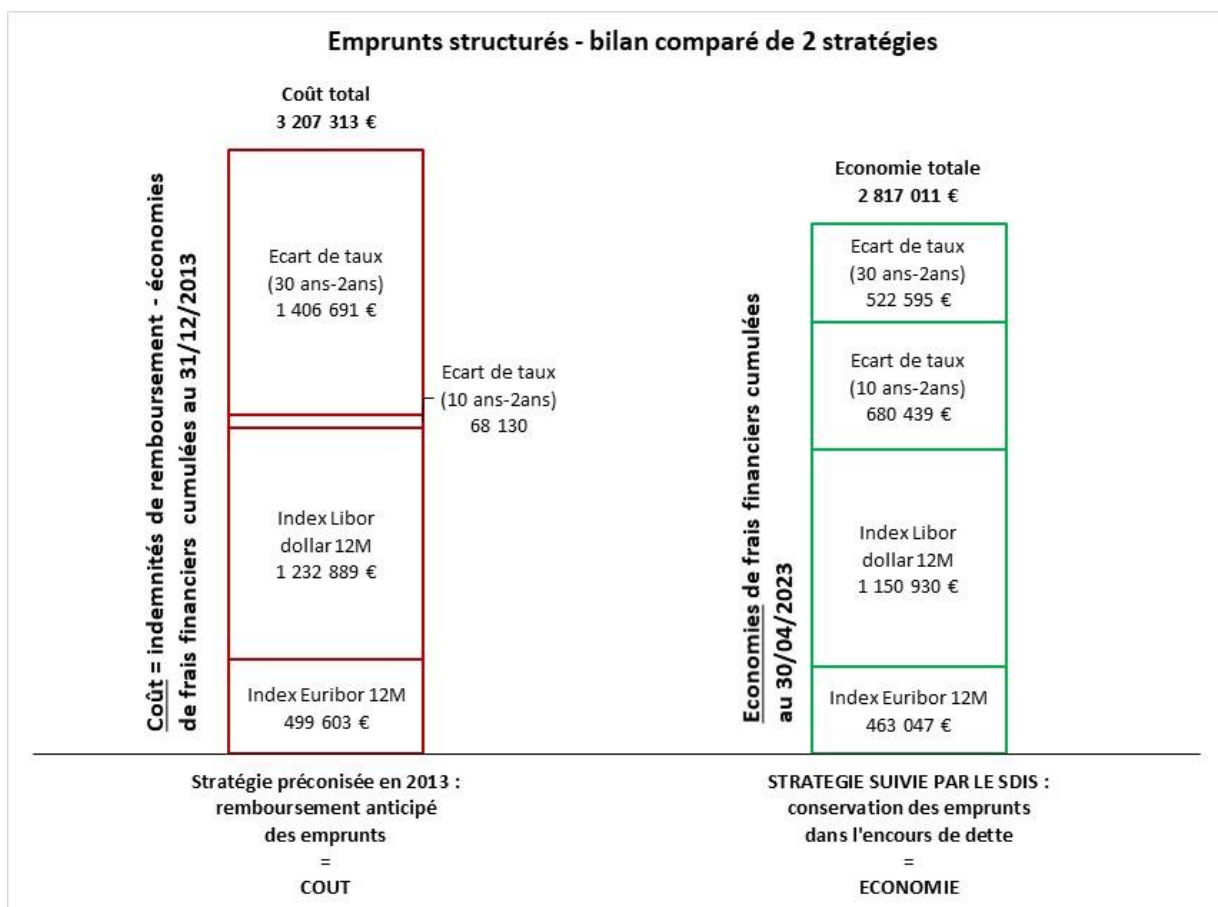 Emprunts structurés - bilan comparé de 2 stratégies
Coût total
3 207 313 €
Coût = indemnités de remboursement - économies
de frais financiers cumulées au 31/12/2013
Ecart de taux
(30 ans-2ans)
1 406 691 €
Ecart de taux
(10 ans-2ans)
68 130
Index Libor
dollar 12M
1 232 889 €
Index Euribor 12M
499 603 €
Stratégie préconisée en 2013 :
remboursement anticipé
des emprunts
=
COUT
Economie totale
2 817 011 €
Economies de frais financiers cumulées
au 30/04/2023
Ecart de taux
(30 ans-2ans)
522 595 €
Ecart de taux
(10 ans-2ans)
680 439 €
Index Libor
dollar 12M
1 150 930 €
Index Euribor 12M
463 047 €
STRATEGIE SUIVIE PAR LE SDIS :
conservation des emprunts
dans l'encours de dette
=
ECONOMIE